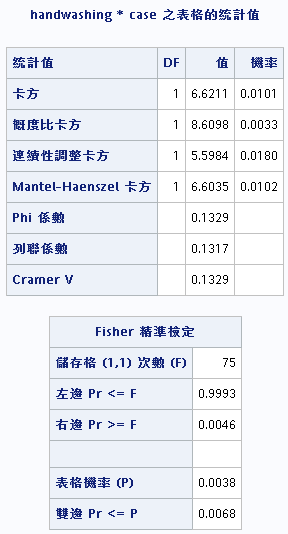 handwashing * case 之表格的統計值
統計值 DF 值 機率
卡方 1 6.6211 0.0101
概度比卡方 1 8.6098 0.0033
連續性調整卡方 1 5.5984 0.0180
Mantel-Haenszel 卡方 1 6.6035 0.0102
Phi 係數 0.1329
列聯係數 0.1317
Cramer V 0.1329
Fisher 精準檢定
儲存格 (1,1) 次數 (F) 75
左邊 Pr <= F 0.9993
右邊 Pr >= F 0.0046
表格機率 (P) 0.0038
雙邊 Pr <= P 0.0068